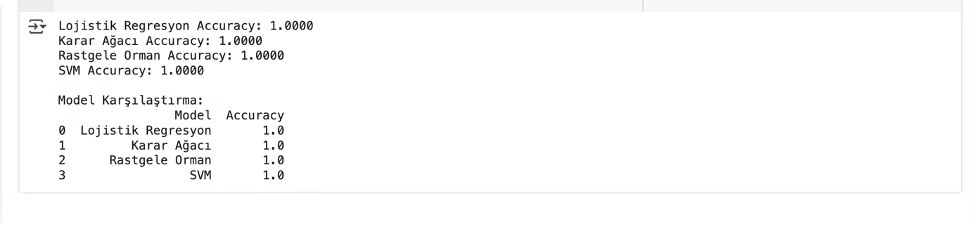 Lojistik Regresyon Accuracy: 1.0000
Karar Ağacı Accuracy: 1.0000
Rastgele Orman Accuracy: 1.0000
SVM Accuracy: 1.0000
Model Karşılaştırma:
Model Accuracy
0 Lojistik Regresyon 1.0
1 Karar Ağacı 1.0
2 Rastgele Orman 1.0
3 SVM 1.0